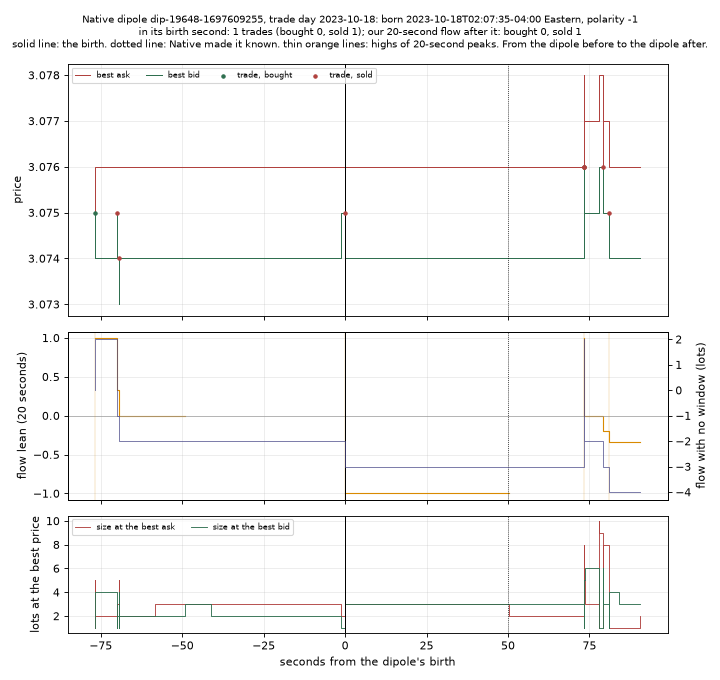 Native dipole dip-19648-1697609255, trade day 2023-10-18: born 2023-10-18T02:07:35-04:00 Eastern, polarity -1
in its birth second: 1 trades (bought 0, sold 1); our 20-second flow after it: bought 0, sold 1
solid line: the birth. dotted line: Native made it known. thin orange lines: highs of 20-second peaks. From the dipole before to the dipole after.
best ask
best bid
trade, bought
trade, sold
3.078
3.077
3.076
3.075
3.074
3.073
price
1.0
0.5
0.0
−0.5
−1.0
flow lean (20 seconds)
2
1
0
−1
−2
−3
−4
flow with no window (lots)
size at the best ask
size at the best bid
10
8
6
4
2
lots at the best price
−75
−50
−25
0
25
50
75
seconds from the dipole's birth